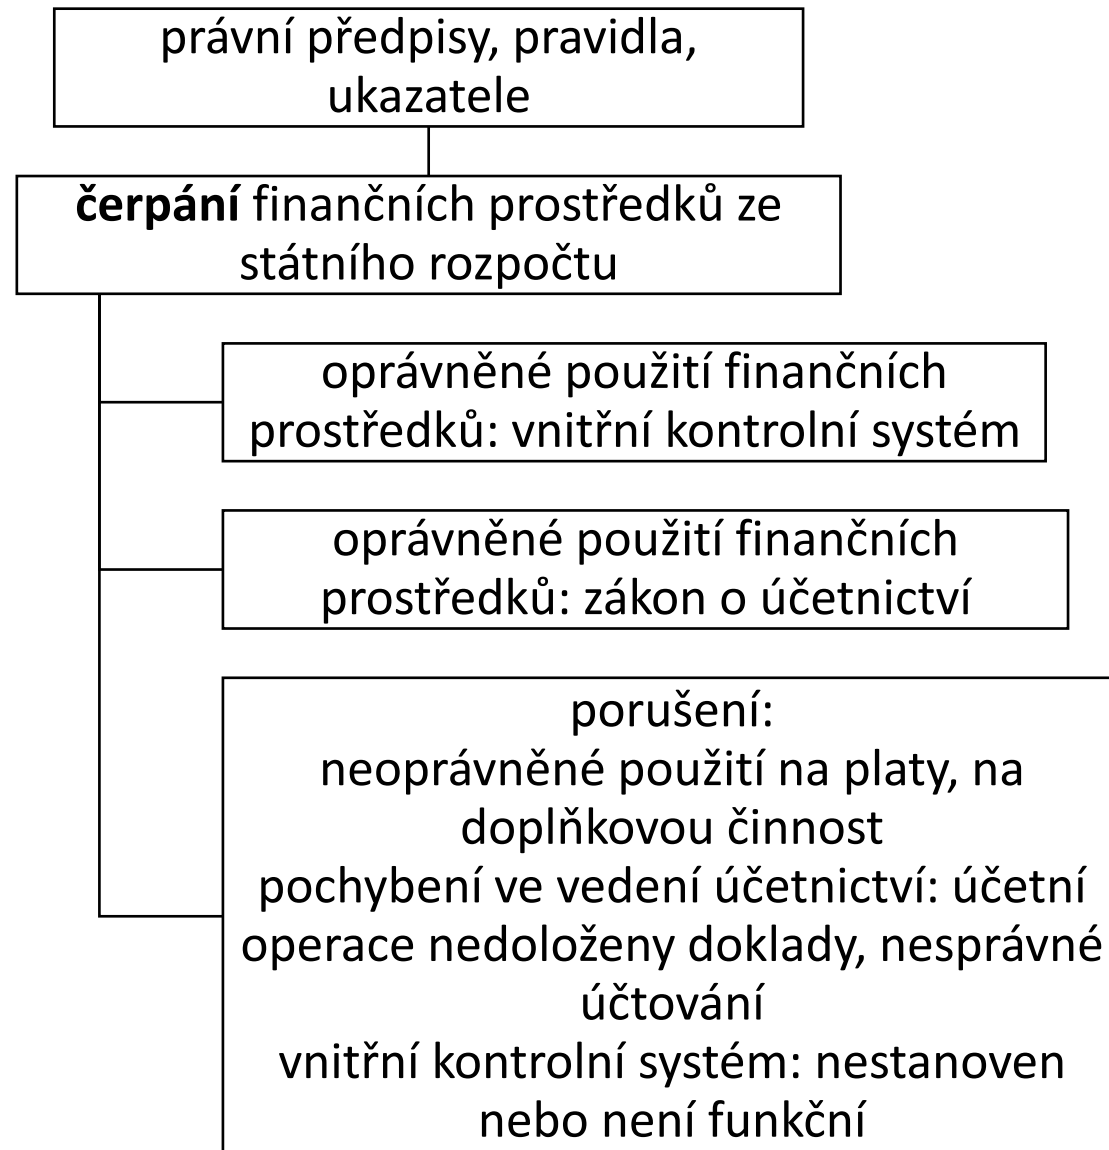 právní předpisy, pravidla,
ukazatele
čerpání finančních prostředků ze
státního rozpočtu
oprávněné použití finančních
prostředků: vnitřní kontrolní systém
oprávněné použití finančních
prostředků: zákon o účetnictví
porušení:
neoprávněné použití na platy, na
doplňkovou činnost
pochybení ve vedení účetnictví: účetní
operace nedoloženy doklady, nesprávné
účtování
vnitřní kontrolní systém: nestanoven
nebo není funkční